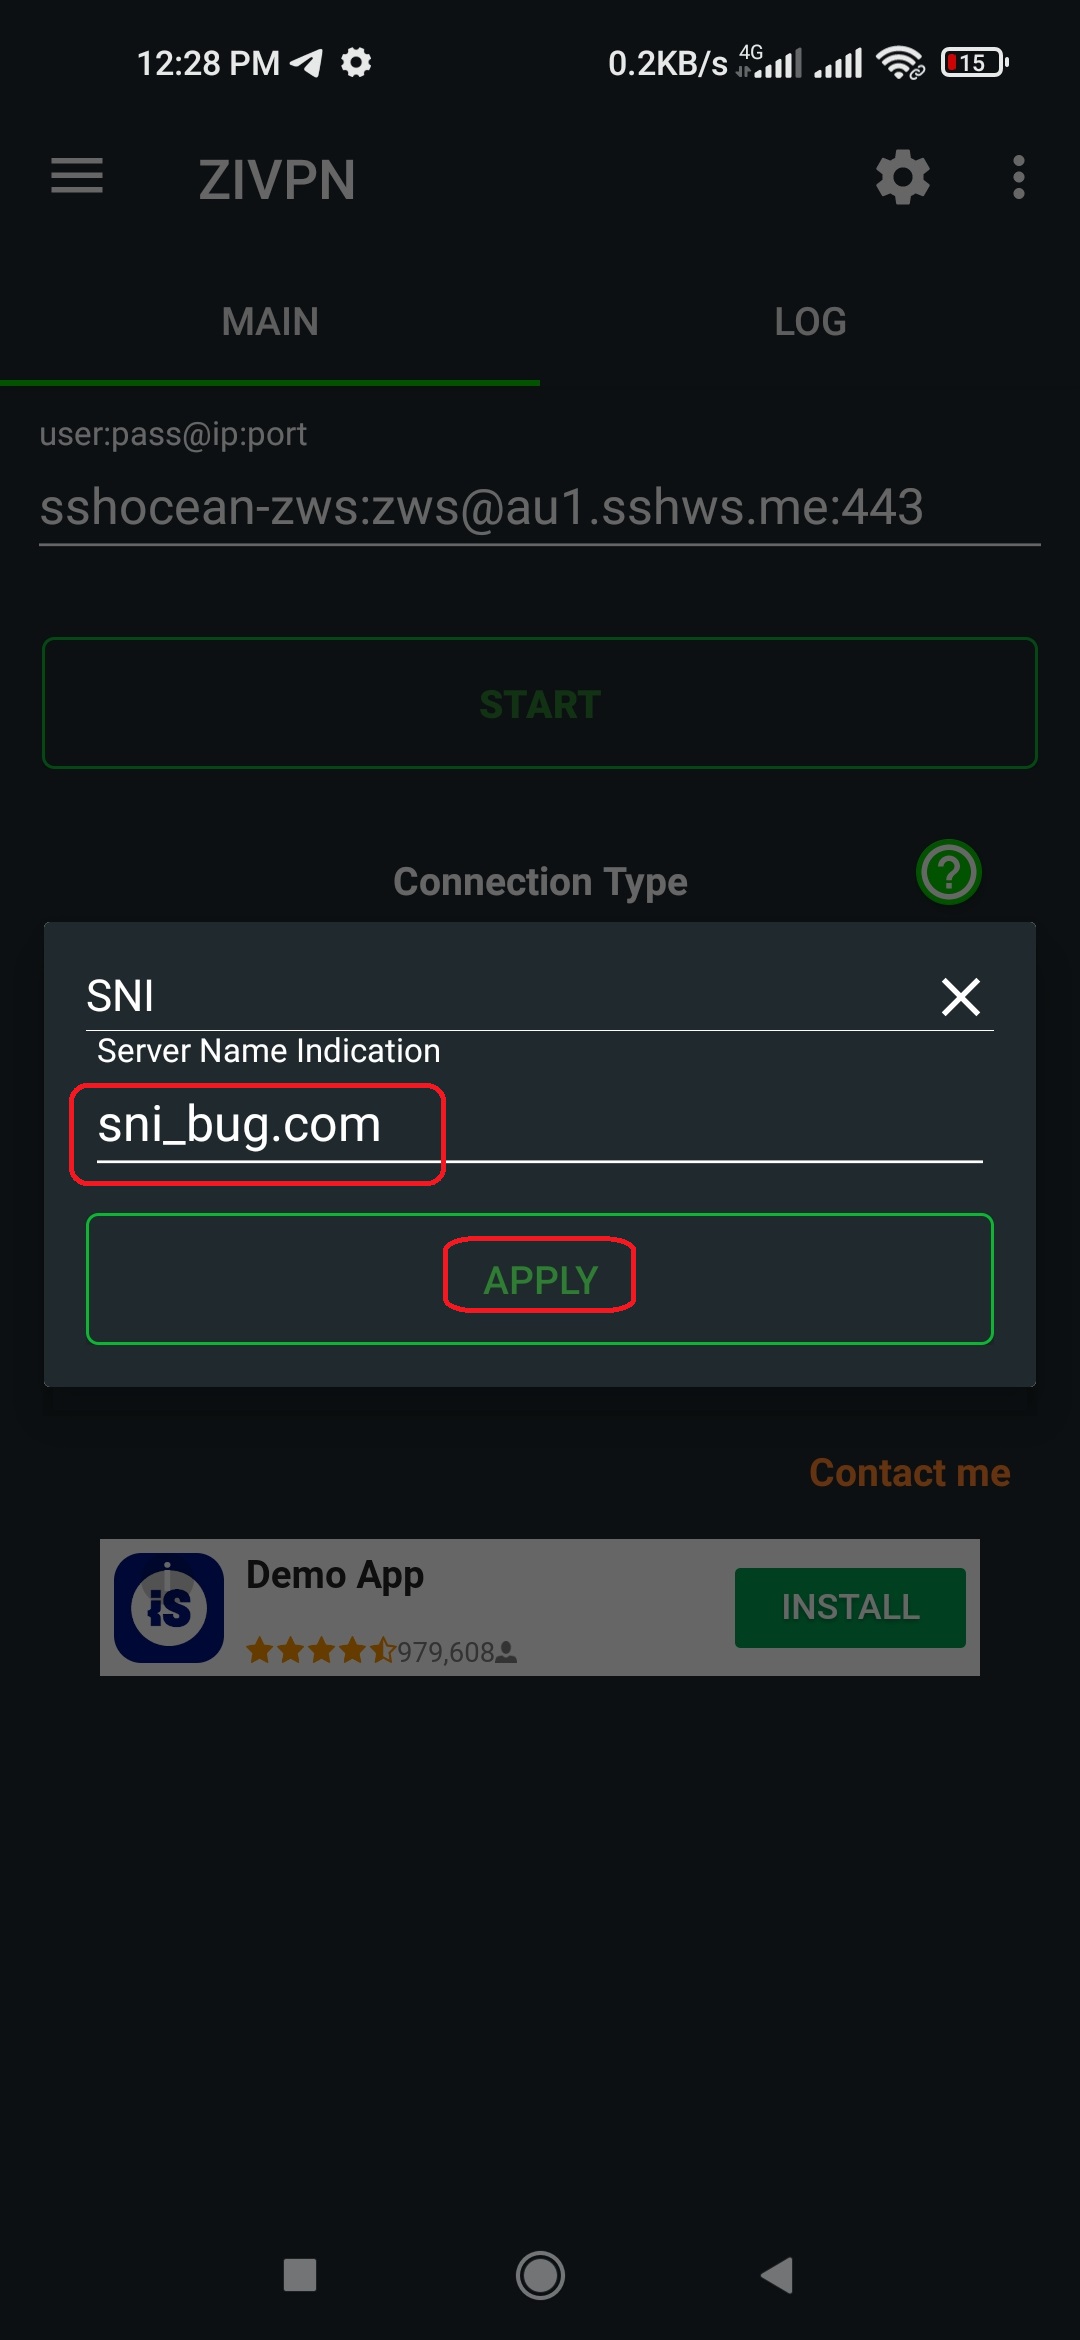 12:28 PM 0.2KB/s 4G 15
ZIVPN
MAIN LOG
user:pass@ip:port
sshocean-zws:zws@au1.sshws.me:443
START
Connection Type ?
SNI
Server Name Indication
sni_bug.com
APPLY
Contact me
iS Demo App
INSTALL
979,608